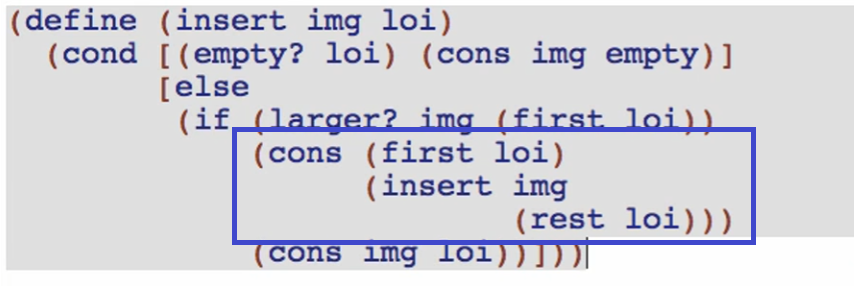 (define (insert img loi)
(cond [(empty? loi) (cons img empty)]
[else
(if (larger? img (first loi))
(cons (first loi)
(insert img
(rest loi)))
(cons img loi))]))